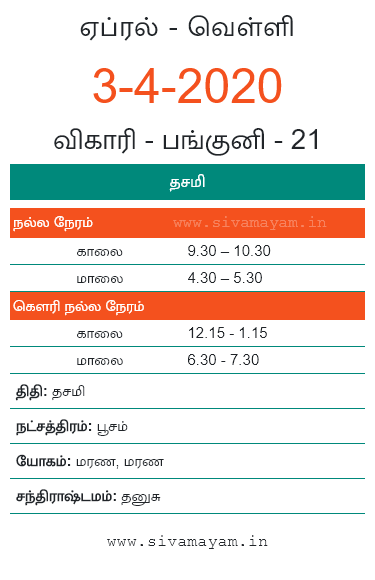 ஏப்ரல் - வெள்ளி
3-4-2020
விகாரி - பங்குனி - 21
தசமி
நல்ல நேரம் www.sivamayam.in
காலை 9.30 – 10.30
மாலை 4.30 – 5.30
கௌரி நல்ல நேரம்
காலை 12.15 - 1.15
மாலை 6.30 - 7.30
திதி: தசமி
நட்சத்திரம்: பூசம்
யோகம்: மரண, மரண
சந்திராஷ்டமம்: தனுசு
www.sivamayam.in